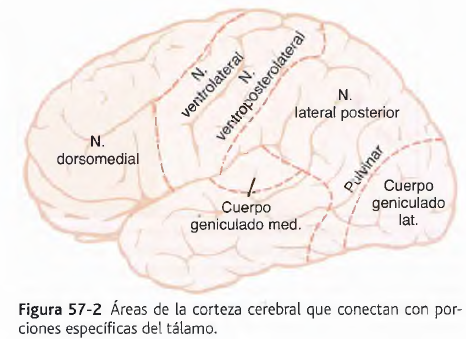 N.
ventrolateral
N.
ventroposterolateral
N.
lateral posterior
N.
dorsomedial
Pulvinar
Cuerpo
geniculado
lat.
Cuerpo
geniculado med.
Figura 57-2 Áreas de la corteza cerebral que conectan con por-
ciones específicas del tálamo.